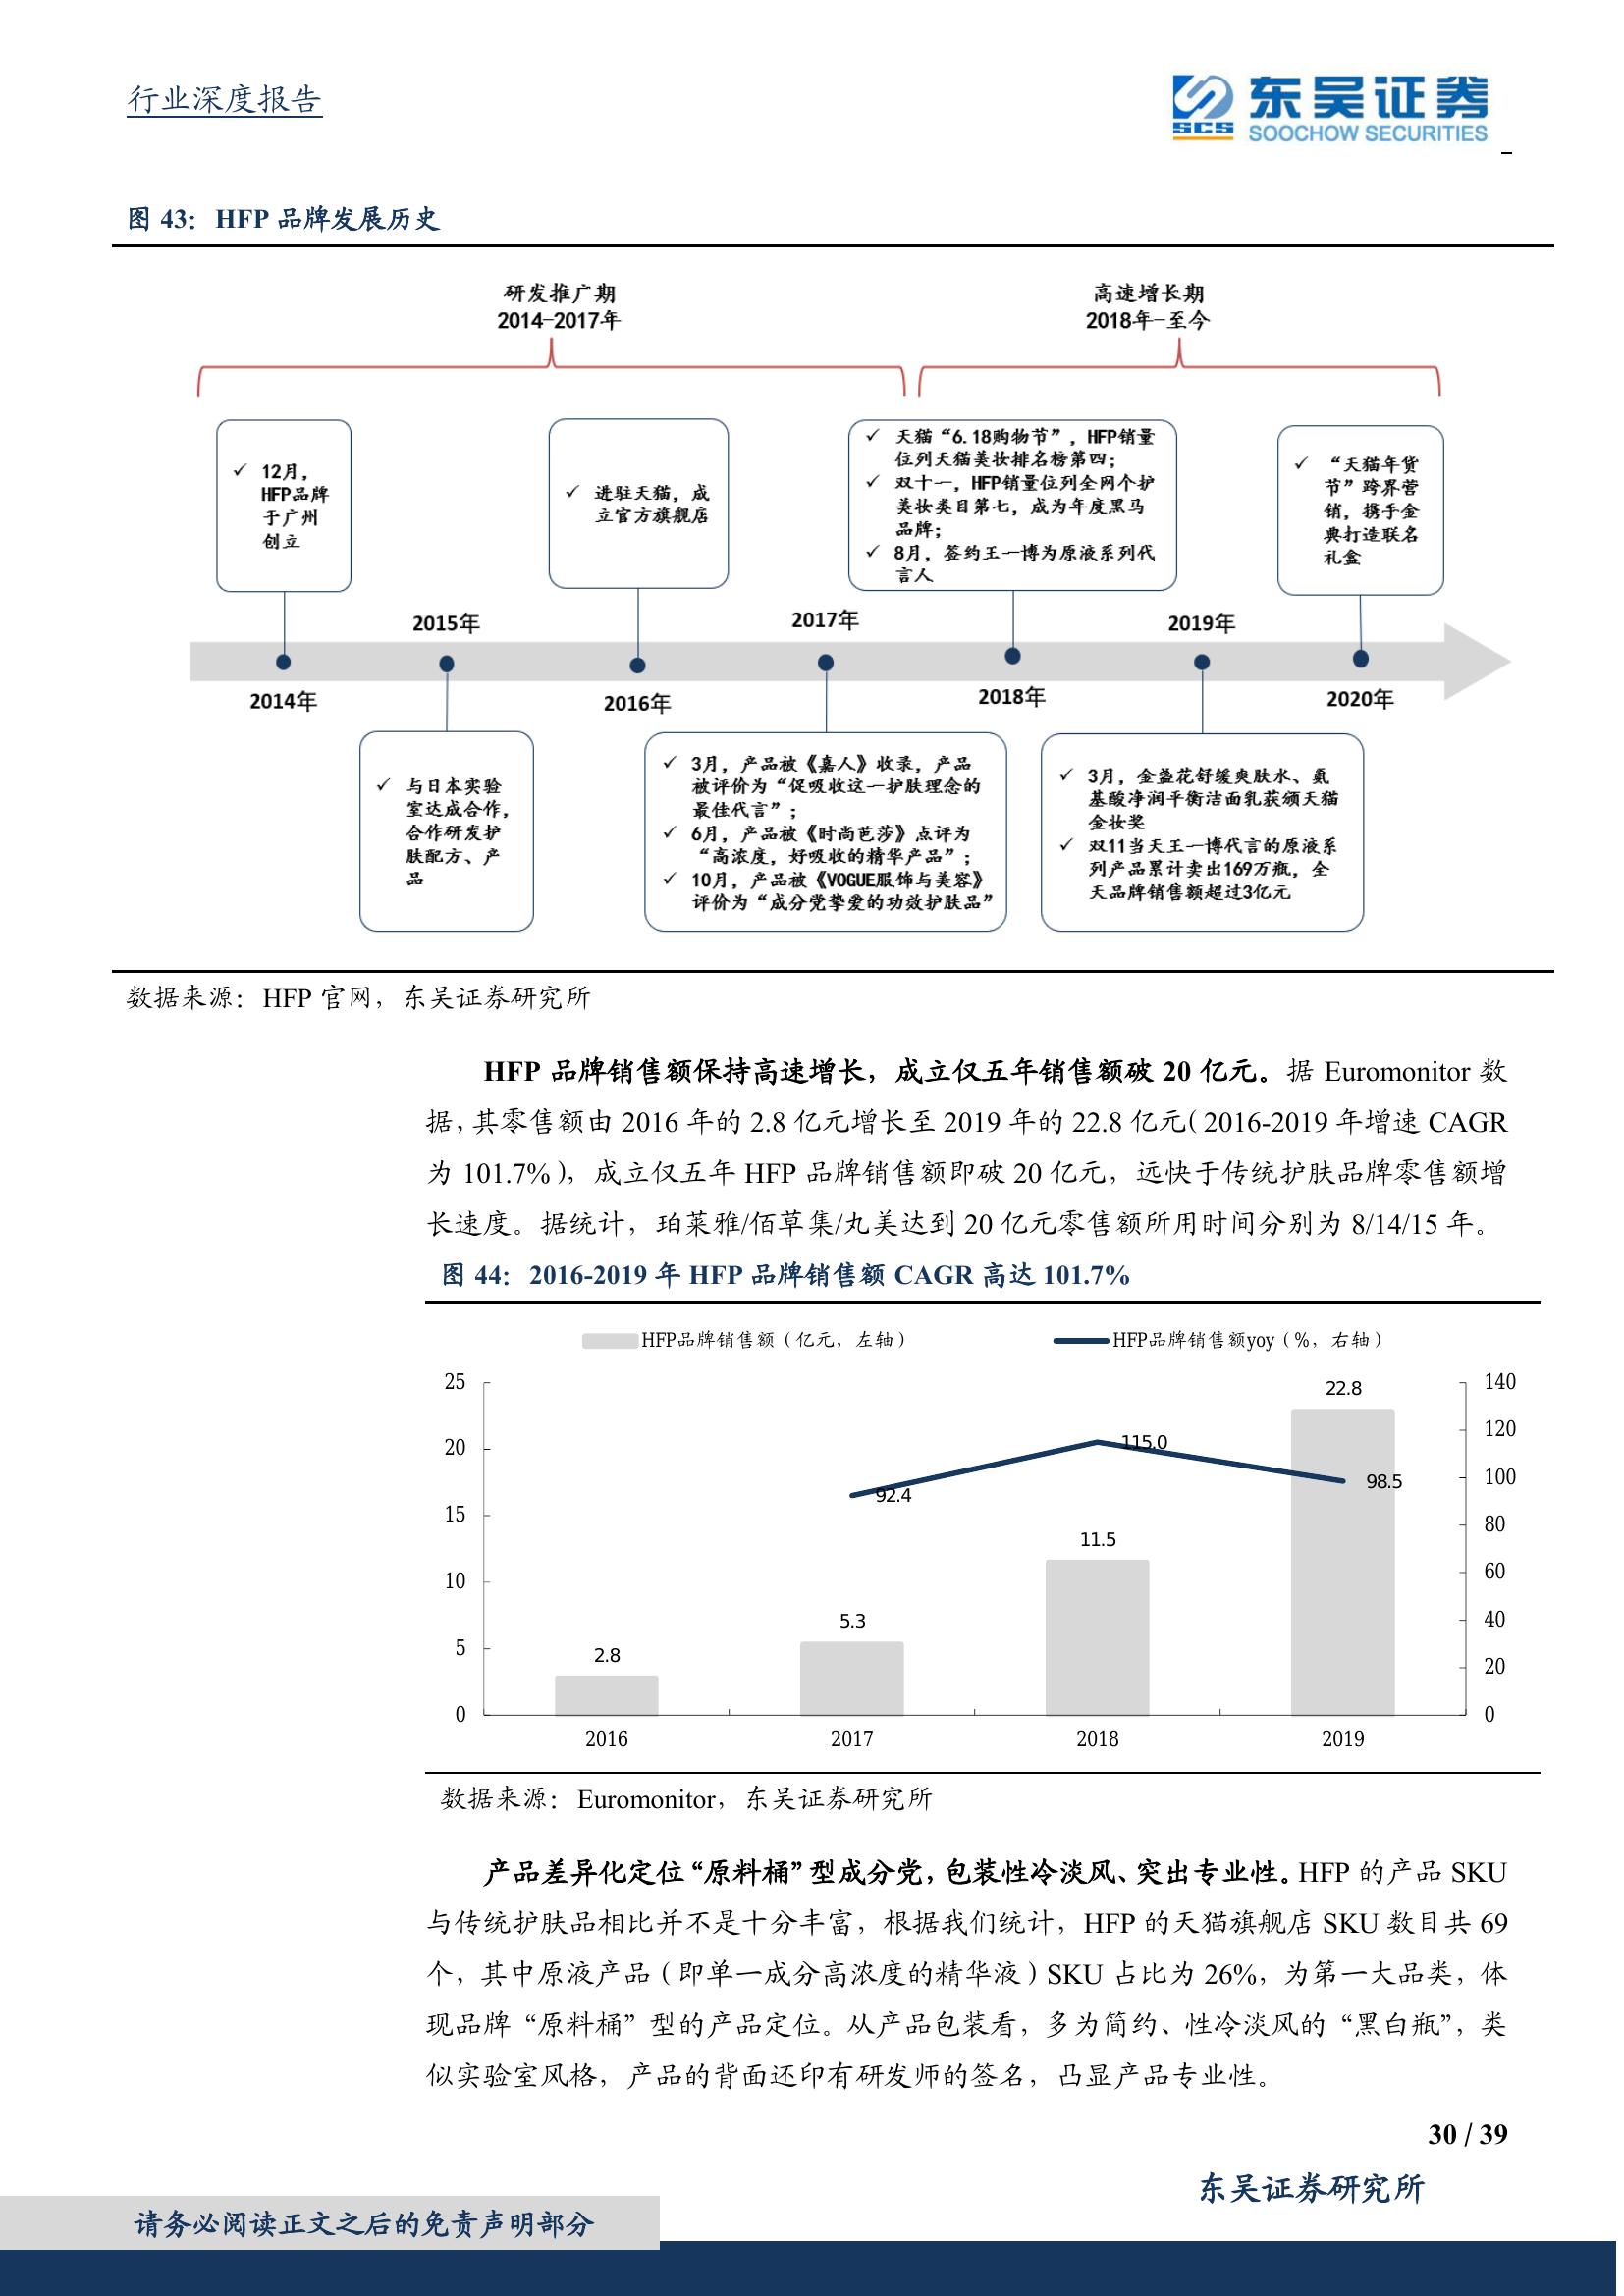 行业深度报告
SCS
东吴证券
SOOCHOW SECURITIES
图 43： HFP 品牌发展历史
研发推广期
2014-2017年
高速增长期
2018年-至今
✓ 12月，
HFP品牌
于广州
创立
✓ 进驻天猫，成
立官方旗舰店
✓ 天猫“6.18购物节”，HFP销量
位列天猫美妆排名榜第四；
✓ 双十一，HFP销量位列全网个护
美妆类目第七，成为年度黑马
品牌；
✓ 8月，签约王一博为原液系列代
言人
✓ “天猫年货
节”跨界营
销，携手金
典打造联名
礼盒
2015年
2017年
2019年
2014年
2016年
2018年
2020年
✓ 与日本实验
室达成合作，
合作研发护
肤配方、产
品
✓ 3月，产品被《嘉人》收录，产品
被评价为“促吸收这一护肤理念的
最佳代言”；
✓ 6月，产品被《时尚芭莎》点评为
“高浓度，好吸收的精华产品”；
✓ 10月，产品被《VOGUE服饰与美容》
评价为“成分党挚爱的功效护肤品”
✓ 3月，金盏花舒缓爽肤水、氨
基酸净润平衡洁面乳获颁天猫
金妆奖
✓ 双11当天王一博代言的原液系
列产品累计卖出169万瓶，全
天品牌销售额超过3亿元
数据来源：HFP 官网，东吴证券研究所
HFP 品牌销售额保持高速增长，成立仅五年销售额破 20 亿元。据 Euromonitor 数
据，其零售额由 2016 年的 2.8 亿元增长至 2019 年的 22.8 亿元（2016-2019 年增速 CAGR
为 101.7%），成立仅五年 HFP 品牌销售额即破 20 亿元，远快于传统护肤品牌零售额增
长速度。据统计，珀莱雅/佰草集/丸美达到 20 亿元零售额所用时间分别为 8/14/15 年。
图 44：2016-2019 年 HFP 品牌销售额 CAGR 高达 101.7%
HFP品牌销售额（亿元，左轴）
HFP品牌销售额yoy（%，右轴）
25
20
15
10
5
0
2.8
5.3
11.5
22.8
92.4
115.0
98.5
140
120
100
80
60
40
20
0
2016
2017
2018
2019
数据来源：Euromonitor，东吴证券研究所
产品差异化定位“原料桶”型成分党，包装性冷淡风、突出专业性。HFP 的产品 SKU
与传统护肤品相比并不是十分丰富，根据我们统计，HFP 的天猫旗舰店 SKU 数目共 69
个，其中原液产品（即单一成分高浓度的精华液）SKU 占比为 26%，为第一大品类，体
现品牌“原料桶”型的产品定位。从产品包装看，多为简约、性冷淡风的“黑白瓶”，类
似实验室风格，产品的背面还印有研发师的签名，凸显产品专业性。
30 / 39
东吴证券研究所
请务必阅读正文之后的免责声明部分